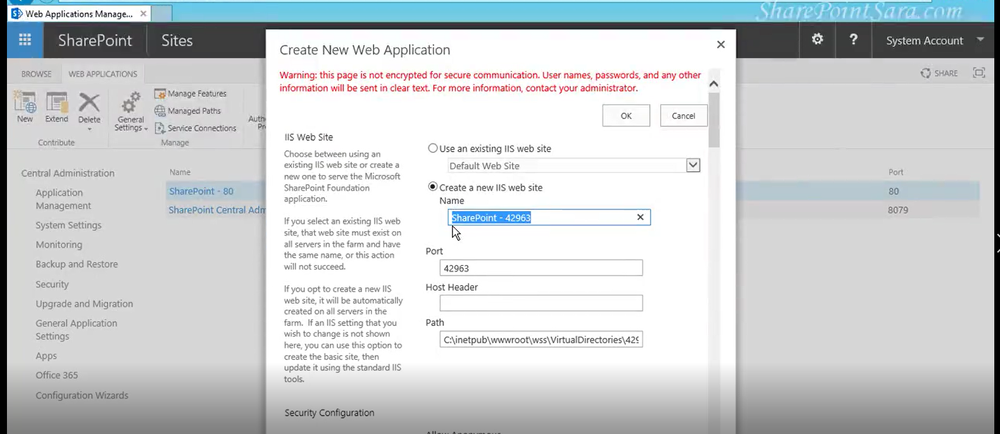 Web Applications Manage...
SharePointSara.com
SharePoint
Sites
System Account
BROWSE
WEB APPLICATIONS
SHARE
New
Extend
Delete
General
Settings
Manage Features
Managed Paths
Service Connections
Contribute
Manage
Central Administration
Application
Management
System Settings
Monitoring
Backup and Restore
Security
Upgrade and Migration
General Application
Settings
Apps
Office 365
Configuration Wizards
Name
SharePoint - 80
SharePoint Central Adm
Port
80
8079
Create New Web Application
Warning: this page is not encrypted for secure communication. User names, passwords, and any other
information will be sent in clear text. For more information, contact your administrator.
OK
Cancel
IIS Web Site
Choose between using an
existing IIS web site or create a
new one to serve the Microsoft
SharePoint Foundation
application.
If you select an existing IIS web
site, that web site must exist on
all servers in the farm and have
the same name, or this action
will not succeed.
If you opt to create a new IIS
web site, it will be automatically
created on all servers in the
farm. If an IIS setting that you
wish to change is not shown
here, you can use this option to
create the basic site, then
update it using the standard IIS
tools.
Use an existing IIS web site
Default Web Site
Create a new IIS web site
Name
SharePoint - 42963
Port
42963
Host Header
Path
C:\inetpub\wwwroot\wss\VirtualDirectories\429
Security Configuration